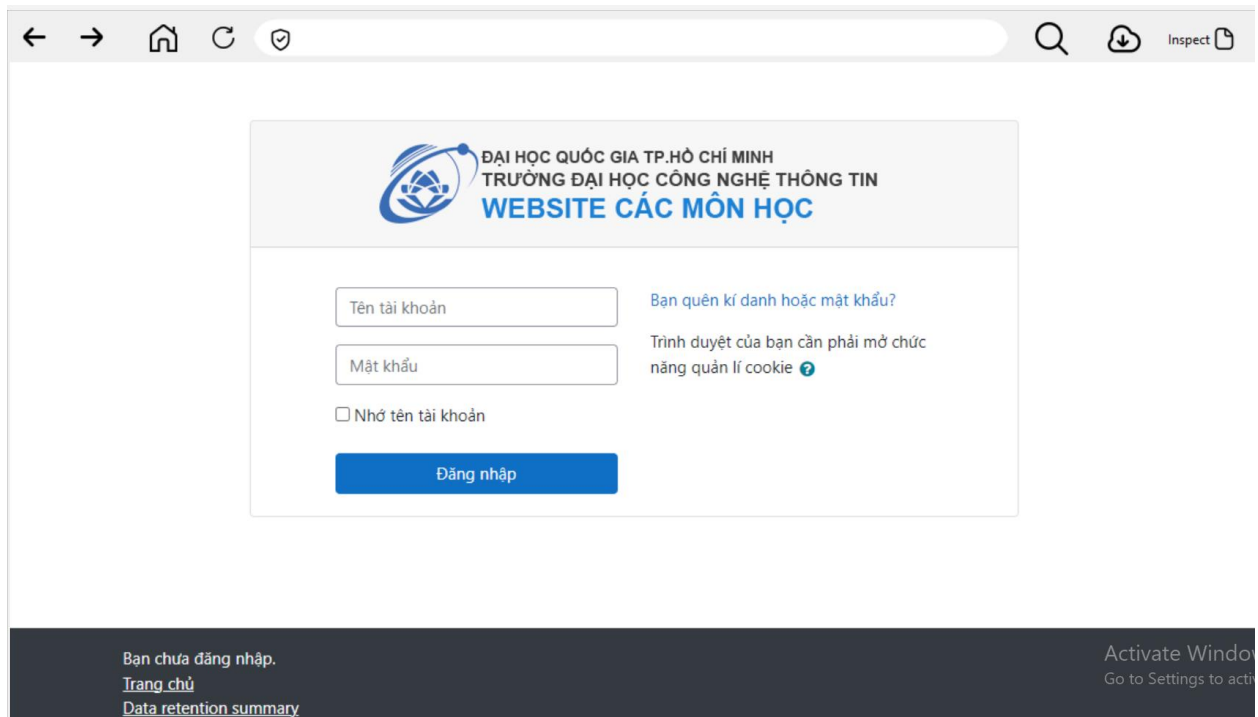 Inspect
ĐẠI HỌC QUỐC GIA TP.HỒ CHÍ MINH
TRƯỜNG ĐẠI HỌC CÔNG NGHỆ THÔNG TIN
WEBSITE CÁC MÔN HỌC
Tên tài khoản
Mật khẩu
Nhớ tên tài khoản
Đăng nhập
Bạn quên kí danh hoặc mật khẩu?
Trình duyệt của bạn cần phải mở chức
năng quản lí cookie
Bạn chưa đăng nhập.
Trang chủ
Data retention summary
Activate Windo
Go to Settings to acti